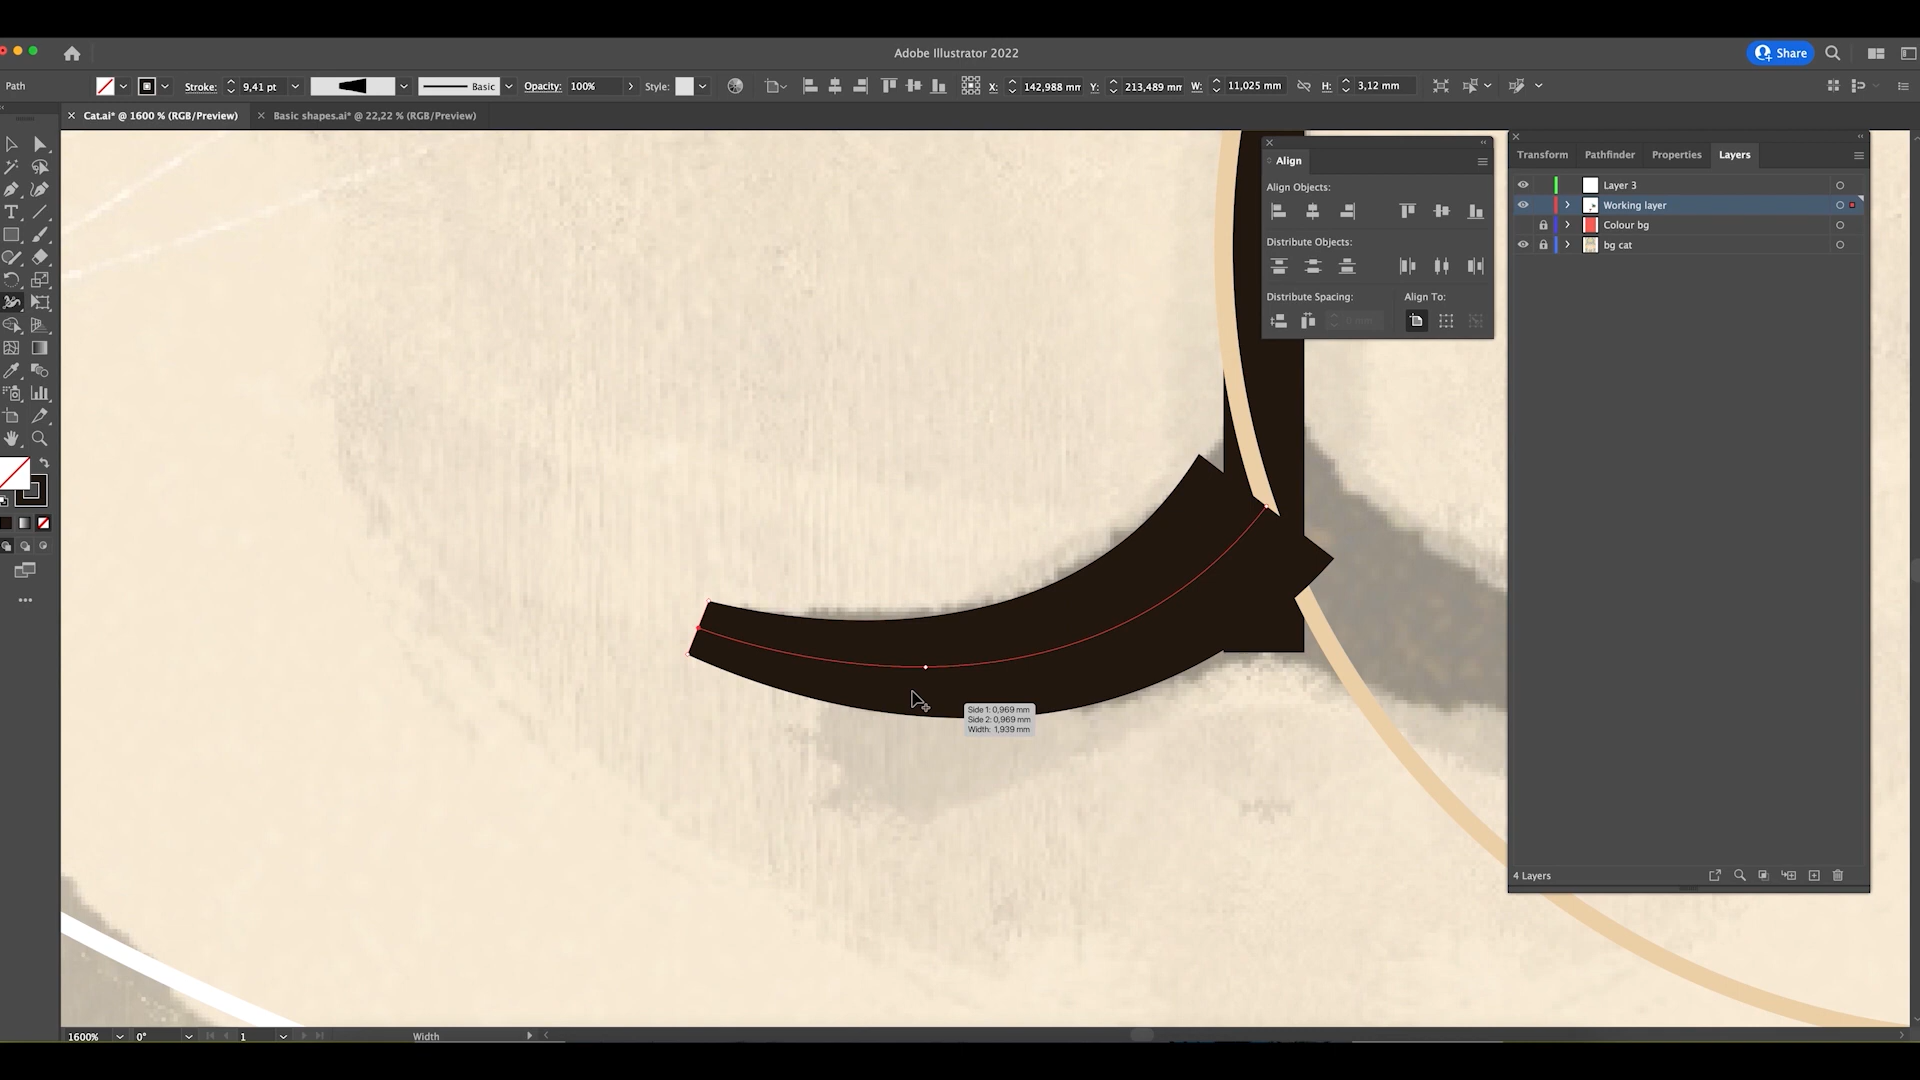 Adobe Illustrator 2022
Share
Path
Stroke:
9,41 pt
Basic
Opacity:
100%
Style:
X:
142,988 mm
Y:
213,489 mm
W:
11,025 mm
H:
3,12 mm
Cat.ai* @ 1600 % (RGB/Preview)
Basic shapes.ai* @ 22,22 % (RGB/Preview)
Align
Align Objects:
Distribute Objects:
Distribute Spacing:
Align To:
0 mm
Transform
Pathfinder
Properties
Layers
Layer 3
Working layer
Colour bg
bg cat
Side 1: 0,969 mm
Side 2: 0,969 mm
Width: 1,939 mm
4 Layers
1600%
0°
1
Width